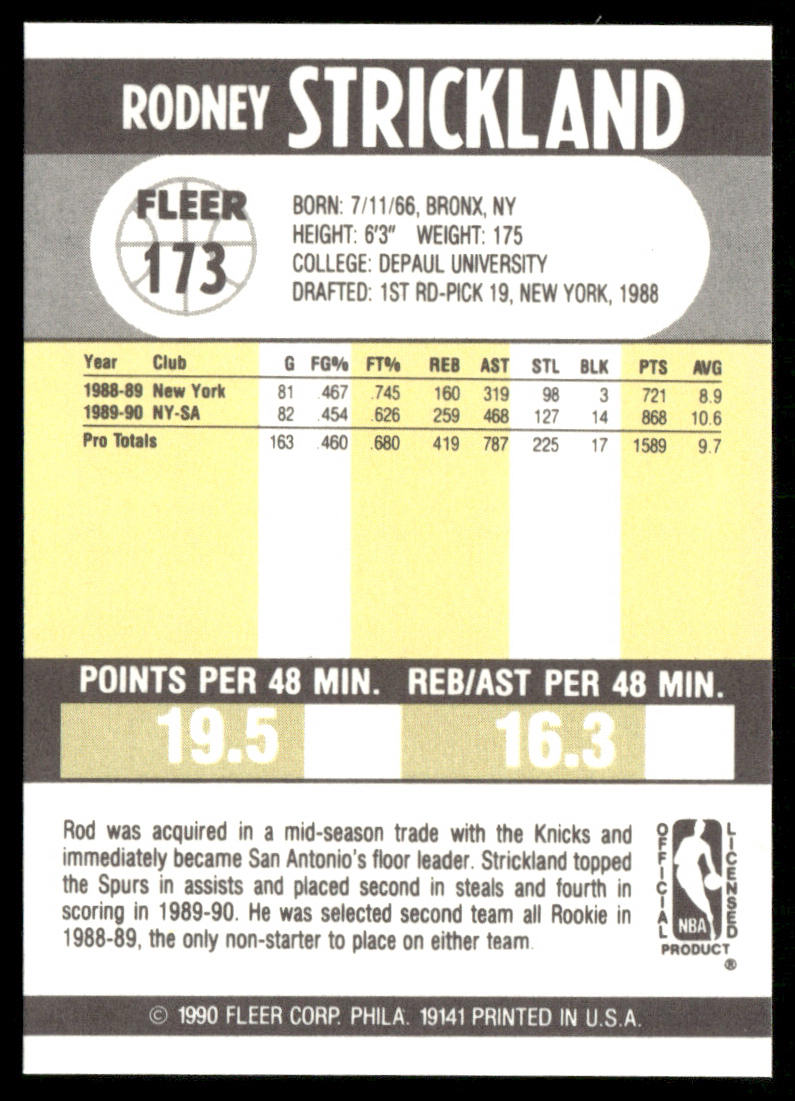 RODNEY STRICKLAND
FLEER
173
BORN: 7/11/66, BRONX, NY
HEIGHT: 6'3" WEIGHT: 175
COLLEGE: DEPAUL UNIVERSITY
DRAFTED: 1ST RD-PICK 19, NEW YORK, 1988
Year Club G FG% FT% REB AST STL BLK PTS AVG
1988-89 New York 81 .467 .745 160 319 98 3 721 8.9
1989-90 NY-SA 82 .454 .626 259 468 127 14 868 10.6
Pro Totals 163 .460 .680 419 787 225 17 1589 9.7
POINTS PER 48 MIN. REB/AST PER 48 MIN.
19.5 16.3
Rod was acquired in a mid-season trade with the Knicks and
immediately became San Antonio's floor leader. Strickland topped
the Spurs in assists and placed second in steals and fourth in
scoring in 1989-90. He was selected second team all Rookie in
1988-89, the only non-starter to place on either team.
OFFICIAL
LICENSED
NBA
PRODUCT
®
© 1990 FLEER CORP. PHILA. 19141 PRINTED IN U.S.A.